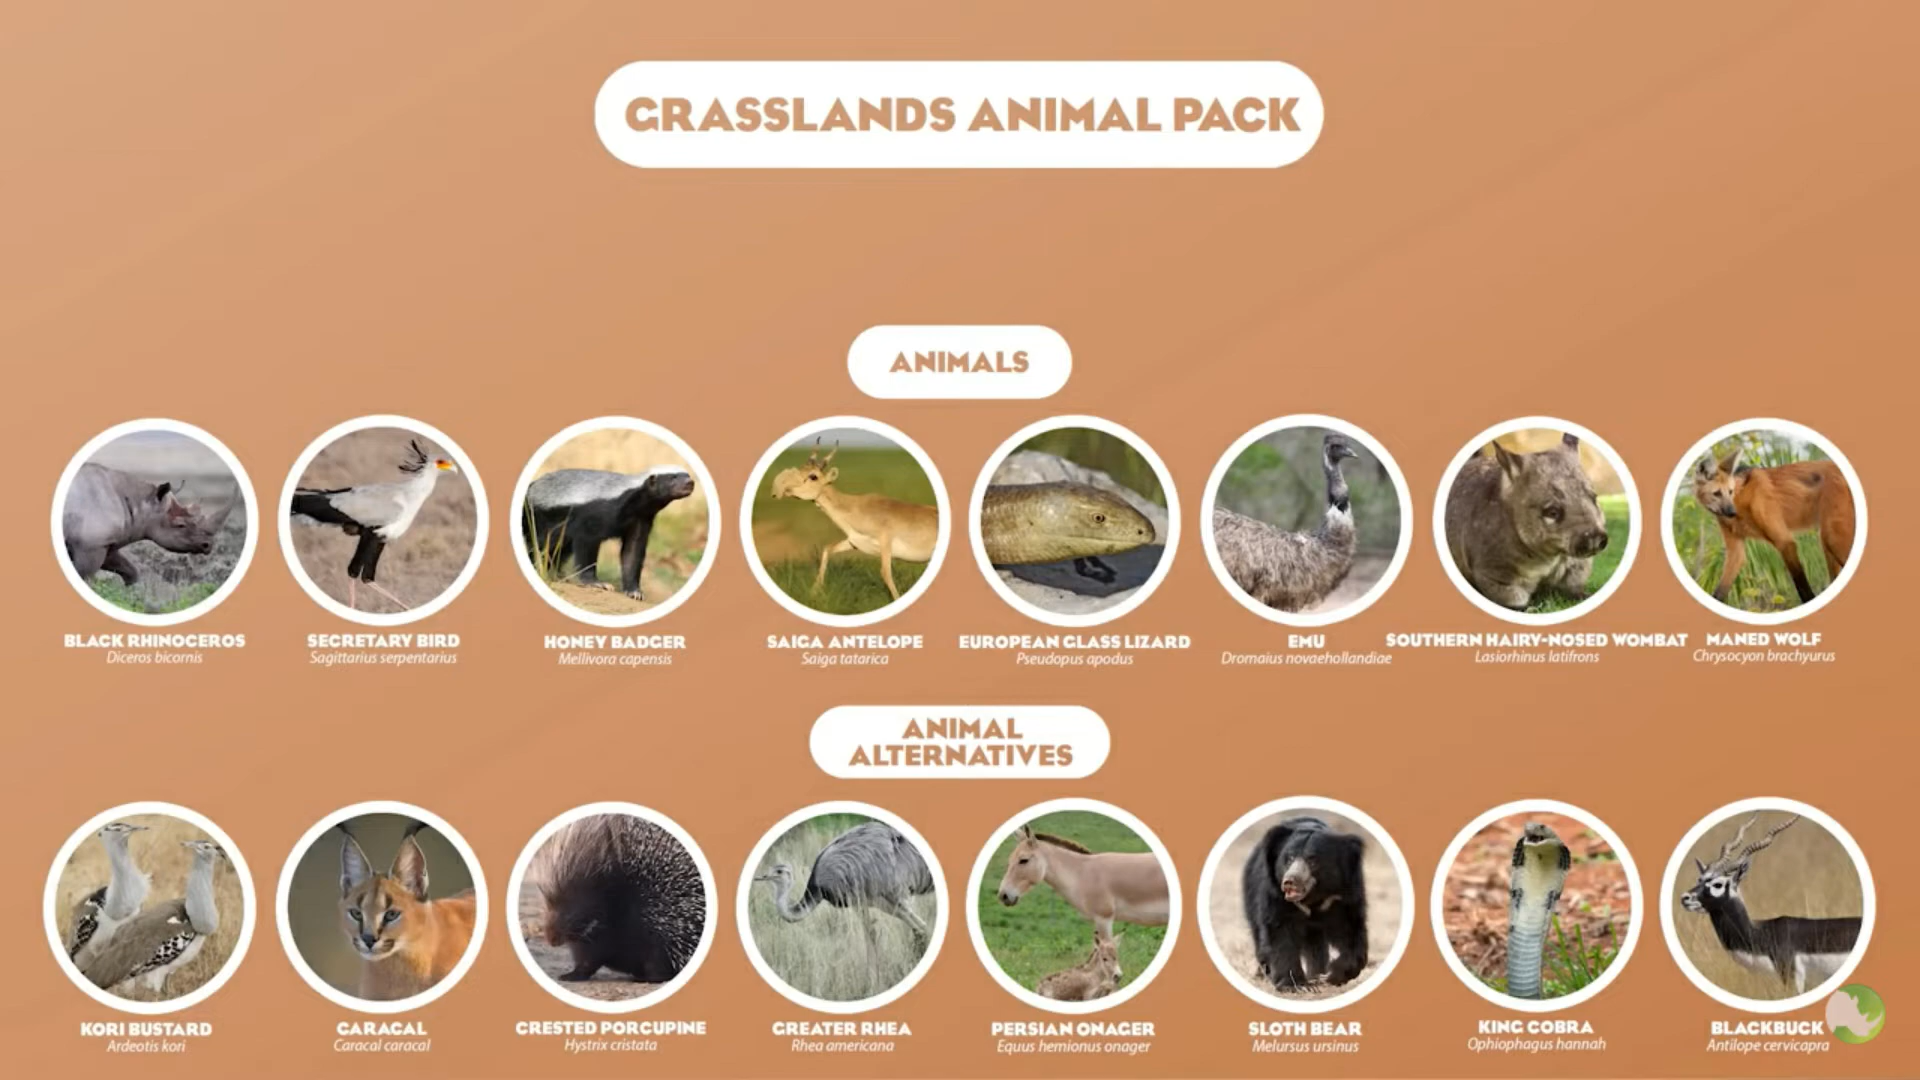 GRASSLANDS ANIMAL PACK
ANIMALS
BLACK RHINOCEROS
Diceros bicornis
SECRETARY BIRD
Sagittarius serpentarius
HONEY BADGER
Mellivora capensis
SAIGA ANTELOPE
Saiga tatarica
EUROPEAN GLASS LIZARD
Pseudopus apodus
EMU
Dromaius novaehollandiae
SOUTHERN HAIRY-NOSED WOMBAT
Lasiorhinus latifrons
MANED WOLF
Chrysocyon brachyurus
ANIMAL
ALTERNATIVES
KORI BUSTARD
Ardeotis kori
CARACAL
Caracal caracal
CRESTED PORCUPINE
Hystrix cristata
GREATER RHEA
Rhea americana
PERSIAN ONAGER
Equus hemionus onager
SLOTH BEAR
Melursus ursinus
KING COBRA
Ophiophagus hannah
BLACKBUCK
Antilope cervicapra